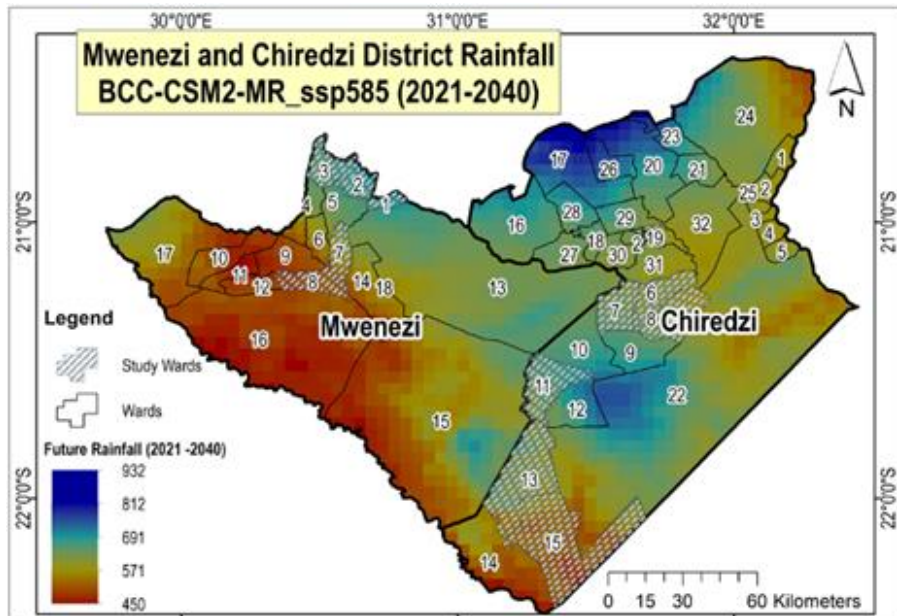 30°0'0"E 31°0'0"E 32°0'0"E
Mwenezi and Chiredzi District Rainfall
BCC-CSM2-MR_ssp585 (2021-2040)
N
24
23
17 26 20 21 1
3 2 1 25 2
4 5 16 28 29 32 3
21°0'0"S 21°0'0"S
6 7 18 2 19 4
17 10 9 27 30 5
11 12 8 14 18 13 31
6
7 8
Mwenezi Chiredzi
16 10 9
11
12 22
15
13
22°0'0"S 22°0'0"S
15
14
Legend
Study Wards
Wards
Future Rainfall (2021 -2040)
932
812
691
571
450
0 15 30 60 Kilometers